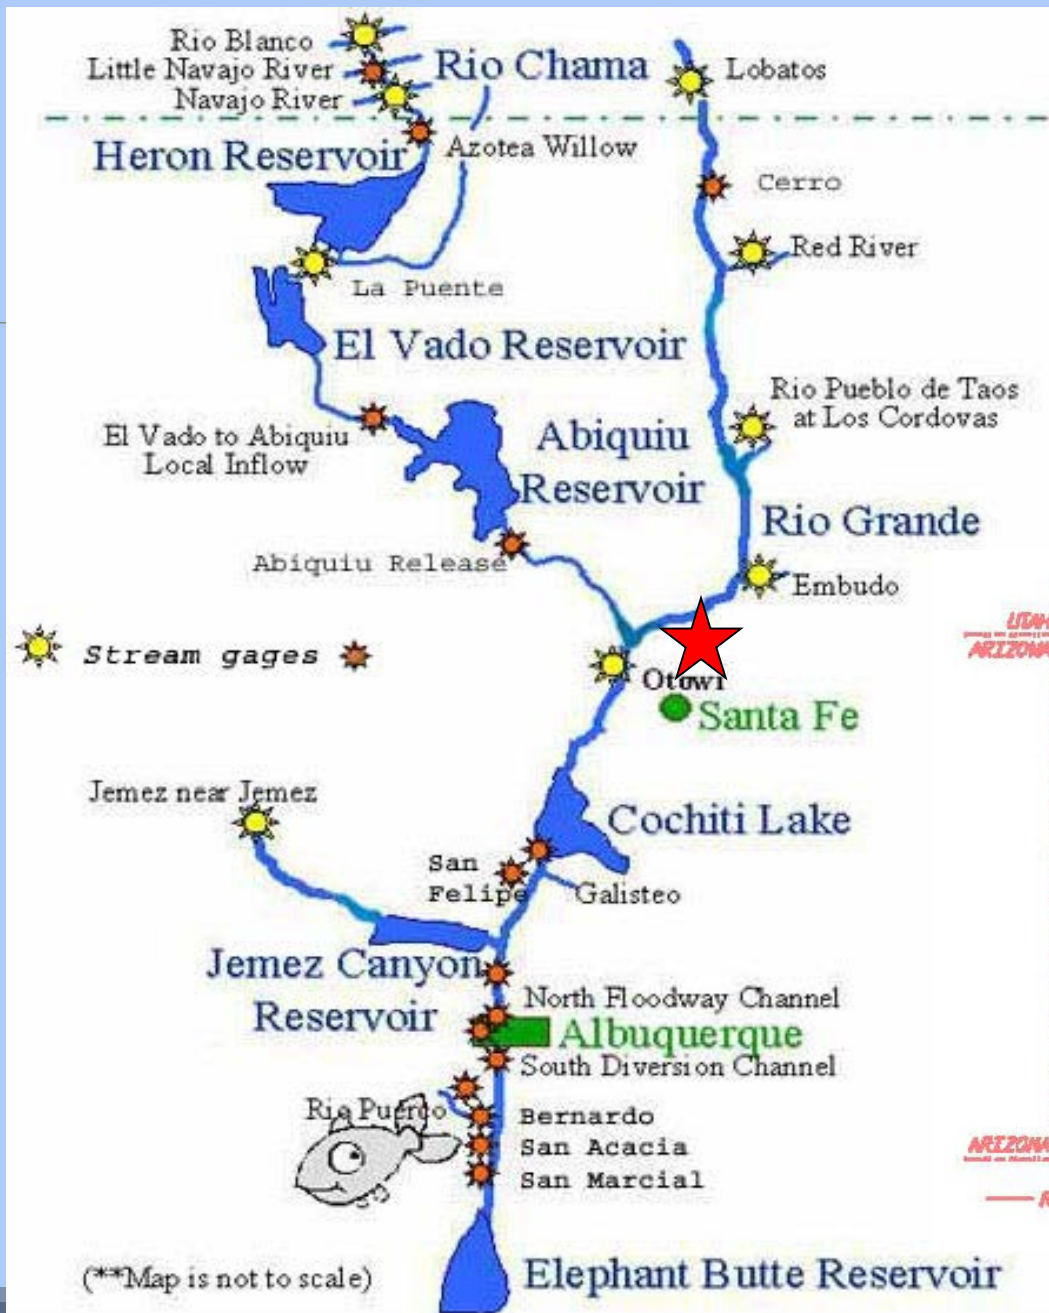 Rio Blanco
Little Navajo River
Navajo River
Rio Chama
Lobatos
Heron Reservoir
Azotea Willow
Cerro
Red River
La Puente
El Vado Reservoir
Rio Pueblo de Taos
at Los Cordovas
El Vado to Abiquiu
Local Inflow
Abiquiu
Reservoir
Rio Grande
Abiquiu Release
Embudo
UTAH
ARIZONA
Stream gages
Otowi
Santa Fe
Jemez near Jemez
Cochiti Lake
San
Felipe
Galisteo
Jemez Canyon
Reservoir
North Floodway Channel
Albuquerque
South Diversion Channel
Rio Puerco
Bernardo
San Acacia
San Marcial
ARIZONA
(**Map is not to scale)
Elephant Butte Reservoir